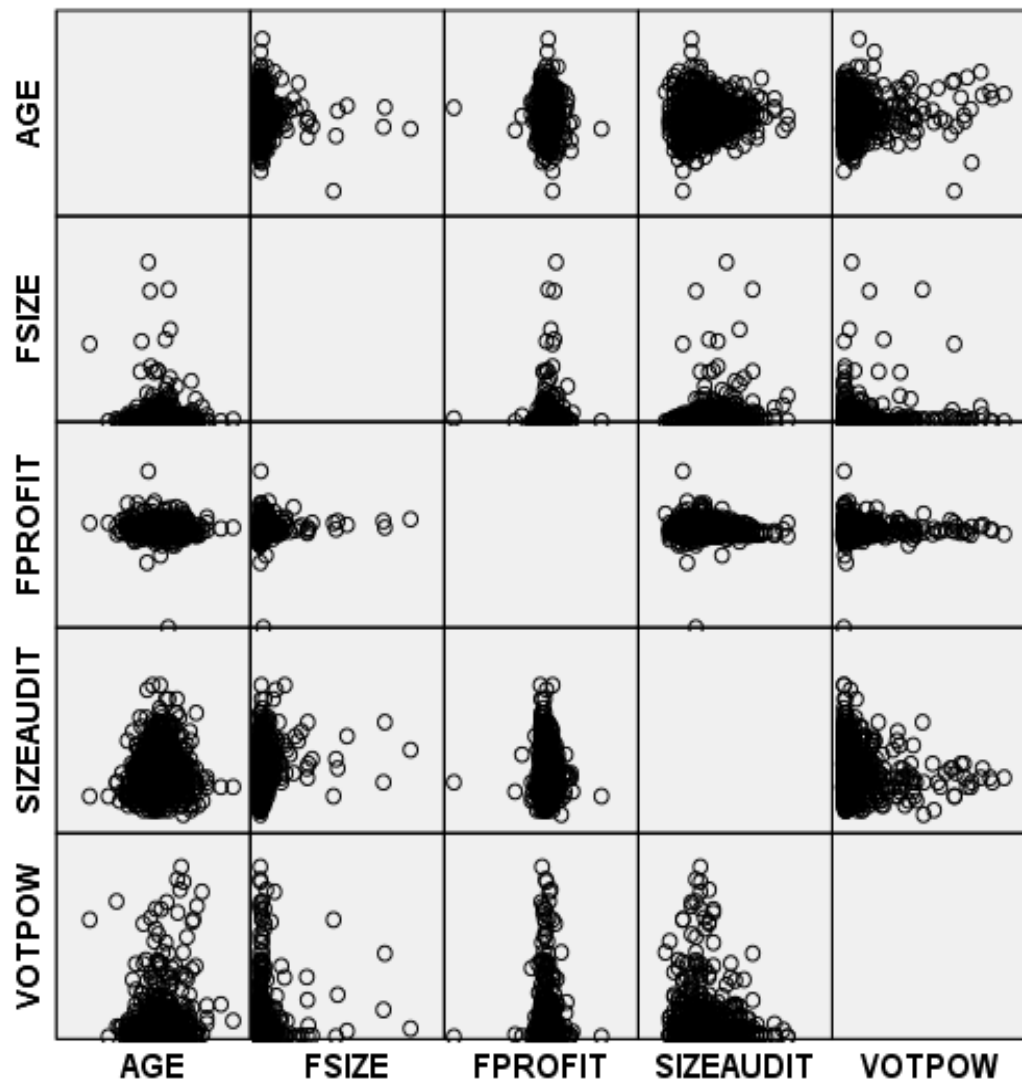 AGE
FSIZE
FPROFIT
SIZEAUDIT
VOTPOW
AGE FSIZE FPROFIT SIZEAUDIT VOTPOW